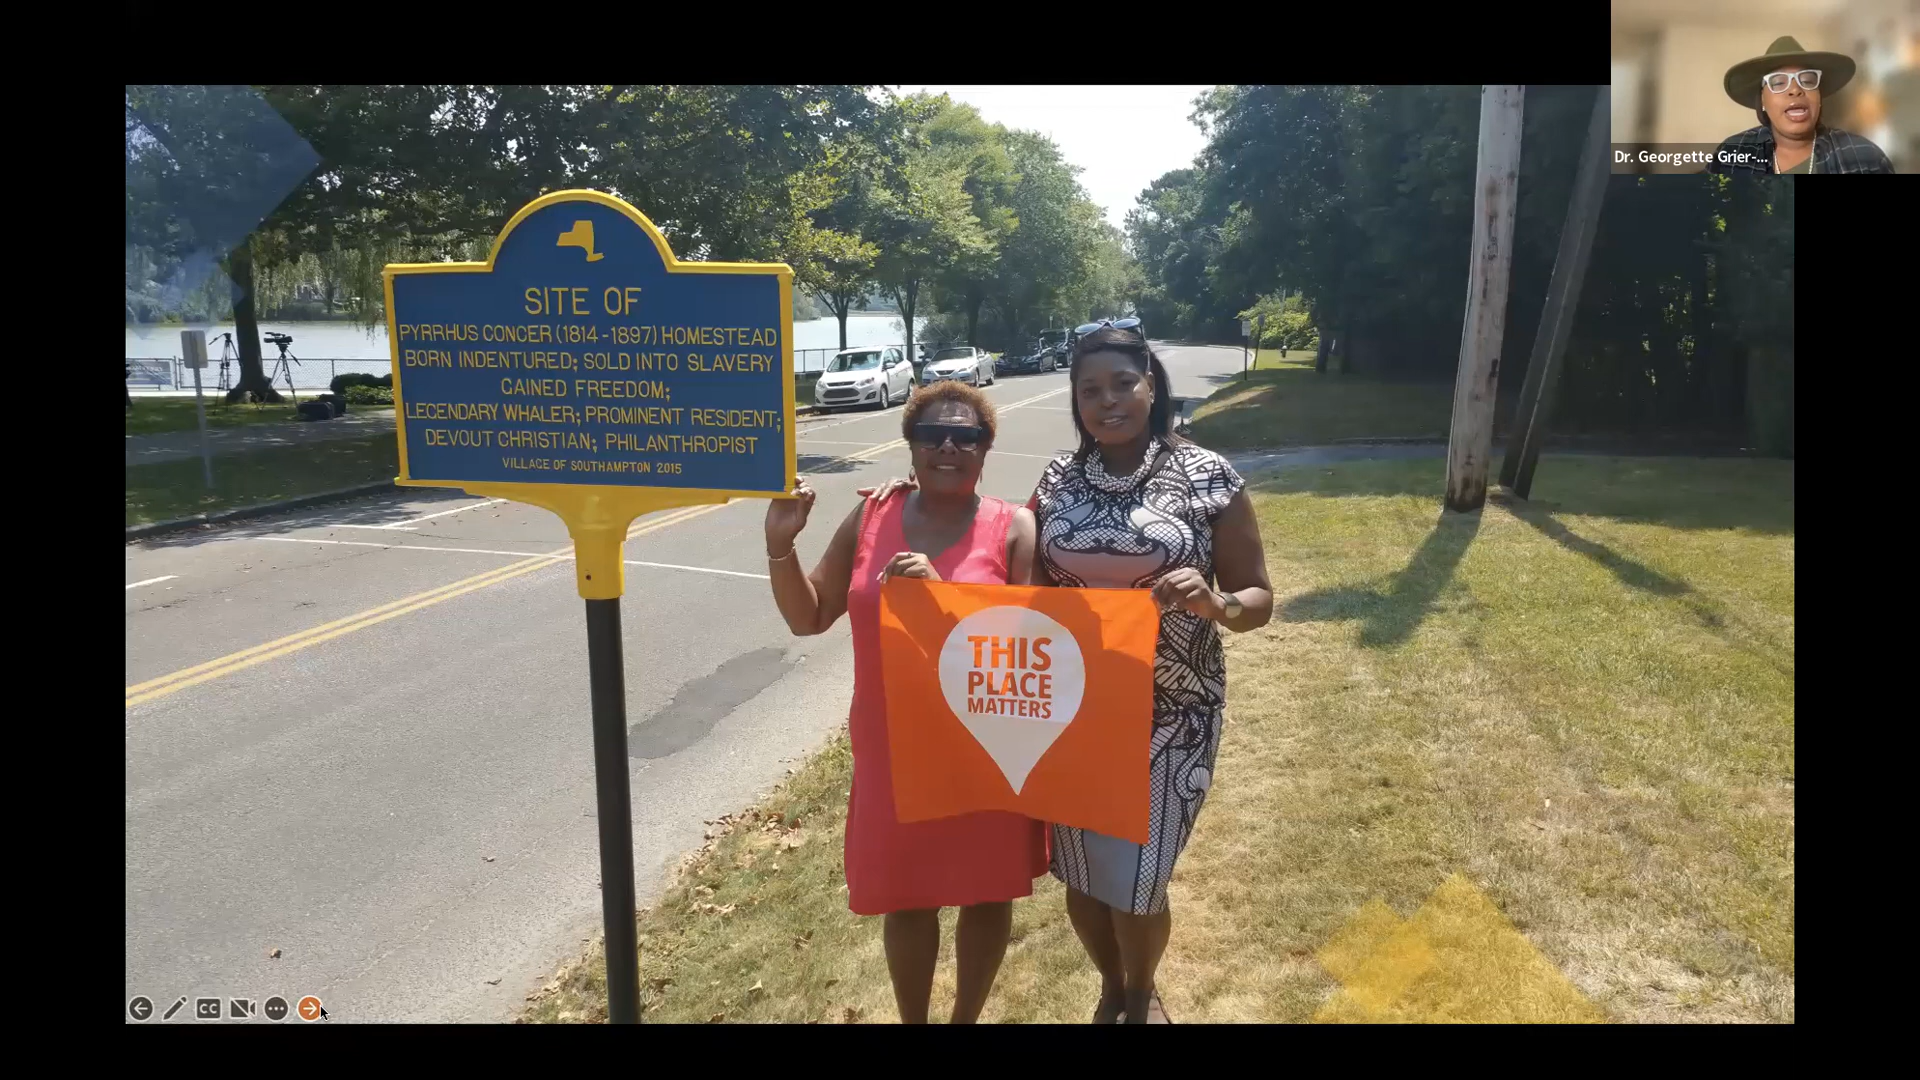 SITE OF
PYRRHUS CONCER (1814-1897) HOMESTEAD
BORN INDENTURED; SOLD INTO SLAVERY
GAINED FREEDOM;
LEGENDARY WHALER; PROMINENT RESIDENT;
DEVOUT CHRISTIAN; PHILANTHROPIST
VILLAGE OF SOUTHAMPTON 2015
THIS
PLACE
MATTERS
Dr. Georgette Grier-...
CC